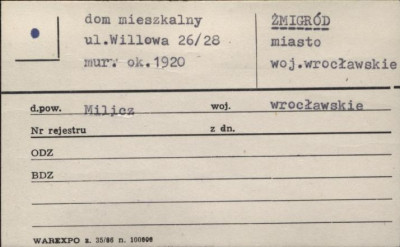 dom mieszkalny
ul.Willowa 26/28
mur. ok.1920
ŻMIGRÓD
miasto
woj.wrocławskie
d.pow. Milicz woj. wrocławskie
Nr rejestru z dn.
ODZ
BDZ
WAREXPO z. 35/86 n. 100696